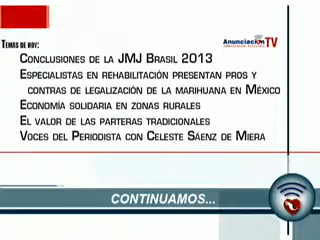 Anunciación TV
Temas de hoy:
Conclusiones de la JMJ Brasil 2013
Especialistas en rehabilitación presentan pros y
contras de legalización de la marihuana en México
Economía solidaria en zonas rurales
El valor de las parteras tradicionales
Voces del Periodista con Celeste Sáenz de Miera
CONTINUAMOS...